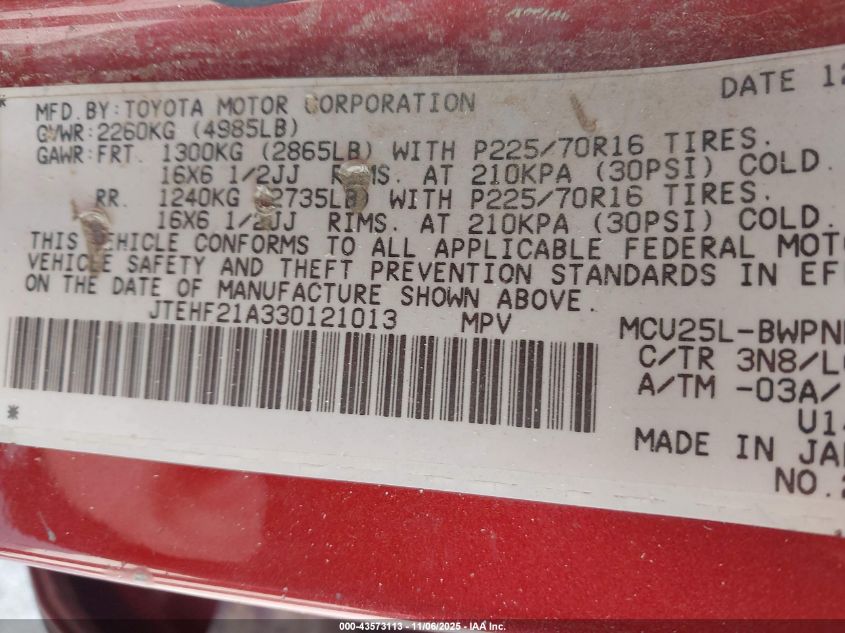 DATE 12
MFD.BY:TOYOTA MOTOR CORPORATION
GVWR:2260KG (4985LB)
GAWR:FRT. 1300KG (2865LB) WITH P225/70R16 TIRES.
16X6 1/2JJ RIMS. AT 210KPA (30PSI) COLD.
RR. 1240KG (2735LB) WITH P225/70R16 TIRES.
16X6 1/2JJ RIMS. AT 210KPA (30PSI) COLD.
THIS VEHICLE CONFORMS TO ALL APPLICABLE FEDERAL MOTO
VEHICLE SAFETY AND THEFT PREVENTION STANDARDS IN EF
ON THE DATE OF MANUFACTURE SHOWN ABOVE.
JTEHF21A330121013 MPV
MCU25L-BWPN
C/TR 3N8/L
A/TM -03A/
U1
MADE IN JA
NO.
000-43573113 - 11/06/2025 - IAA Inc.